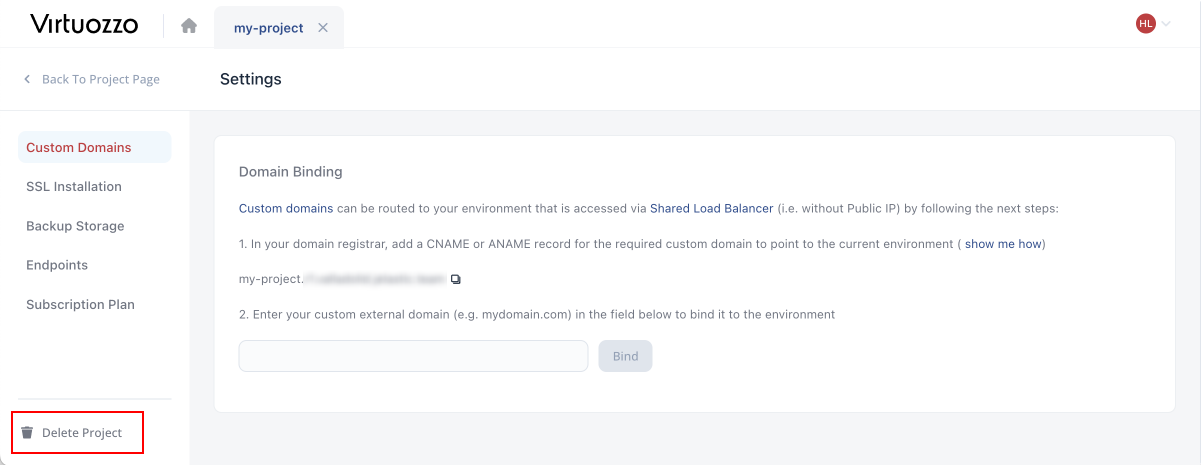 Virtuozzo
my-project
HL
Back To Project Page
Settings
Custom Domains
SSL Installation
Backup Storage
Endpoints
Subscription Plan
Delete Project
Domain Binding
Custom domains can be routed to your environment that is accessed via Shared Load Balancer (i.e. without Public IP) by following the next steps:
1. In your domain registrar, add a CNAME or ANAME record for the required custom domain to point to the current environment ( show me how)
my-project.
2. Enter your custom external domain (e.g. mydomain.com) in the field below to bind it to the environment
Bind